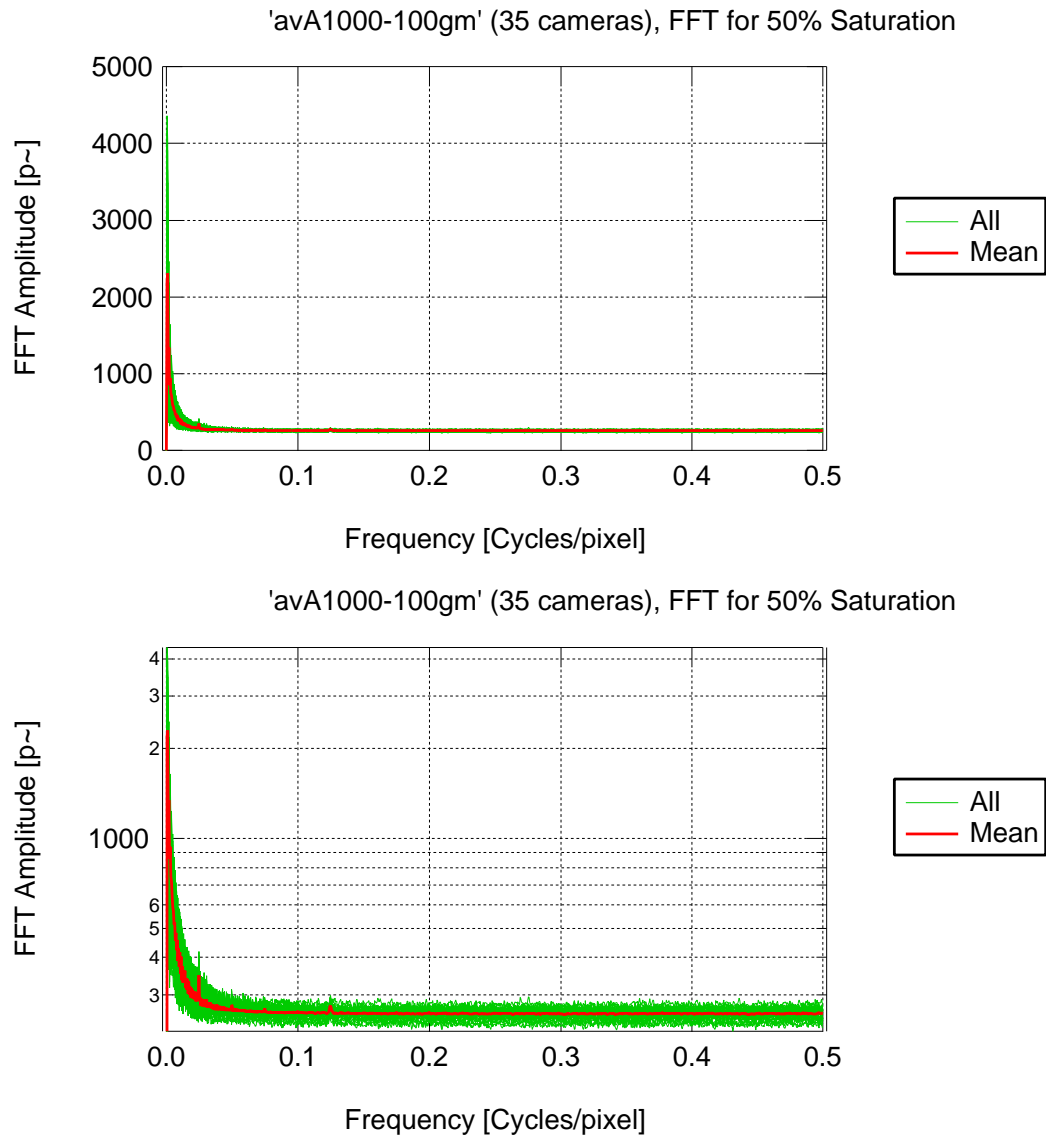 'avA1000-100gm' (35 cameras), FFT for 50% Saturation
5000
4000
3000
2000
1000
0
FFT Amplitude [p~]
0.0 0.1 0.2 0.3 0.4 0.5
Frequency [Cycles/pixel]
All
Mean
'avA1000-100gm' (35 cameras), FFT for 50% Saturation
4
3
2
1000
6
5
4
3
FFT Amplitude [p~]
0.0 0.1 0.2 0.3 0.4 0.5
Frequency [Cycles/pixel]
All
Mean